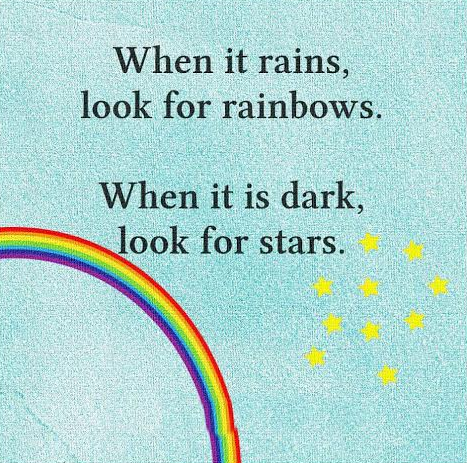 When it rains,
look for rainbows.
When it is dark,
look for stars.